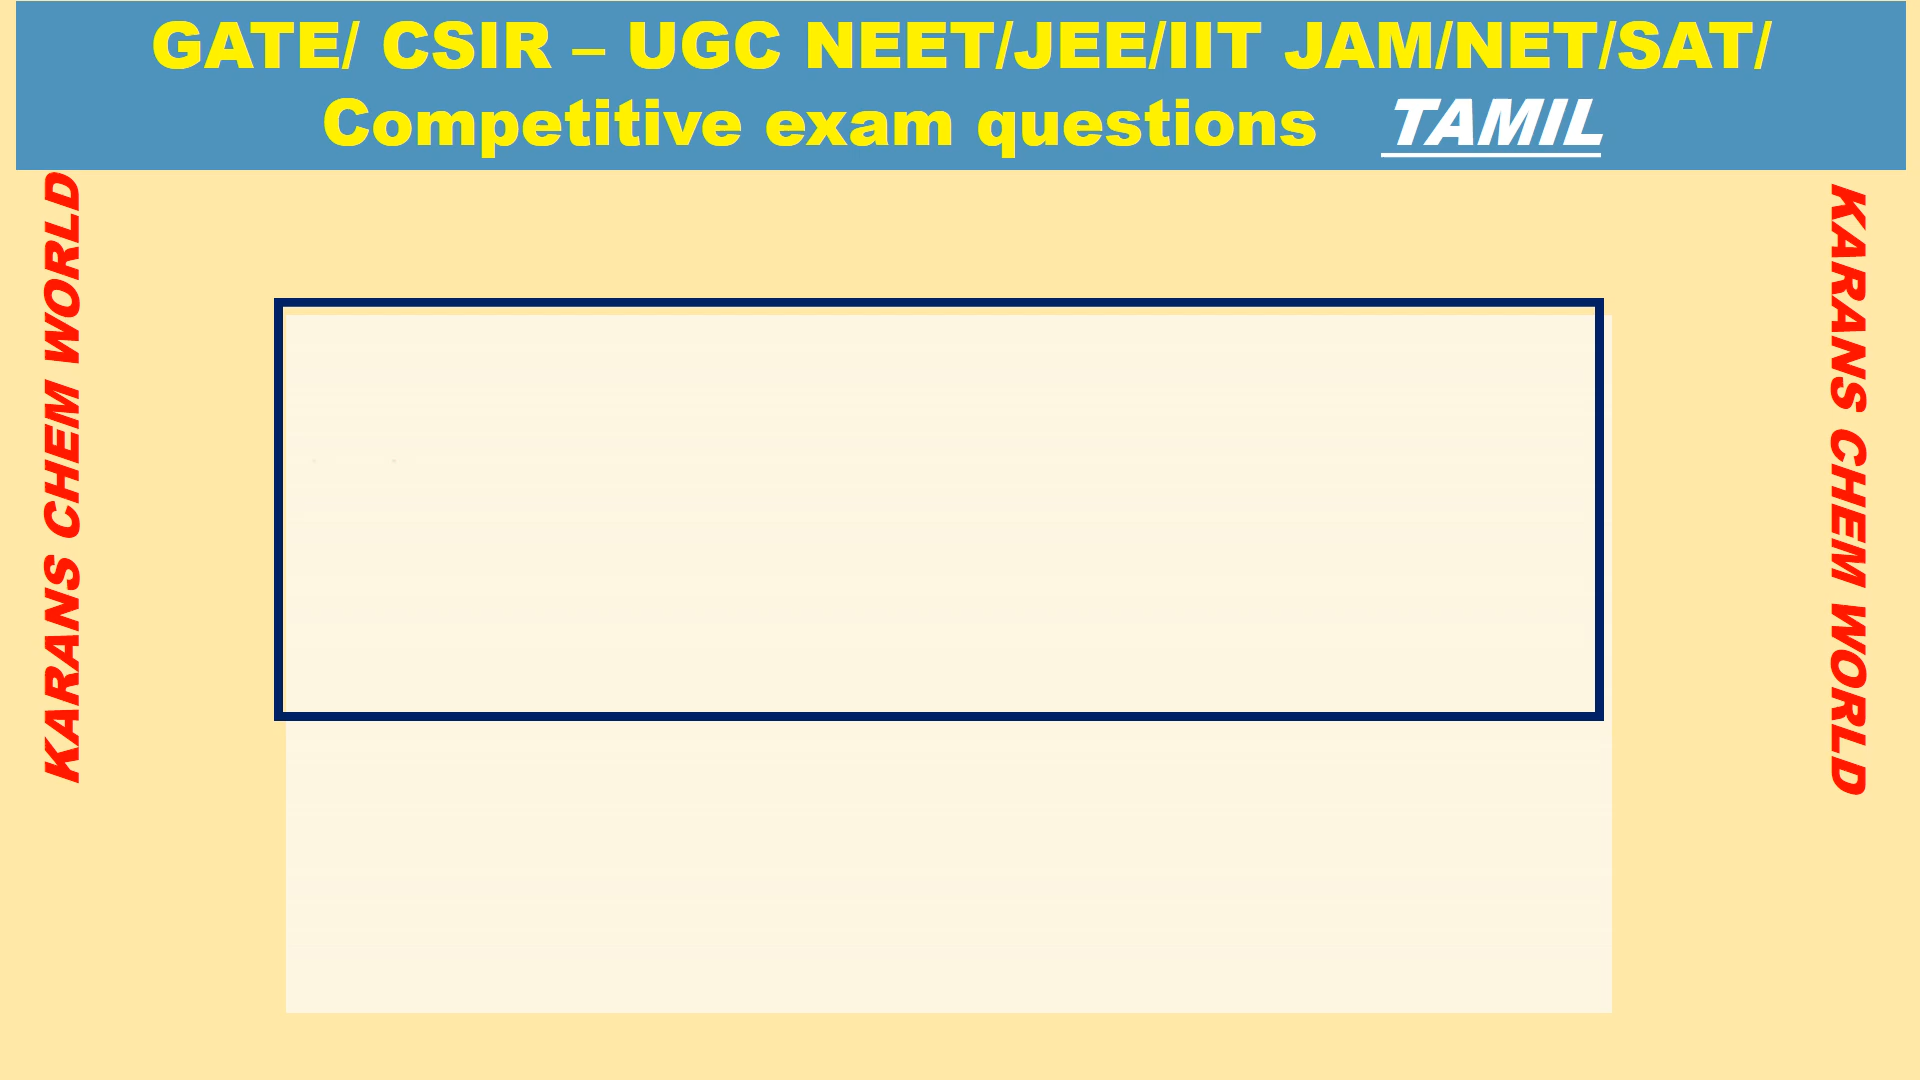 GATE/ CSIR – UGC NEET/JEE/IIT JAM/NET/SAT/
Competitive exam questions TAMIL
KARANS CHEM WORLD
KARANS CHEM WORLD